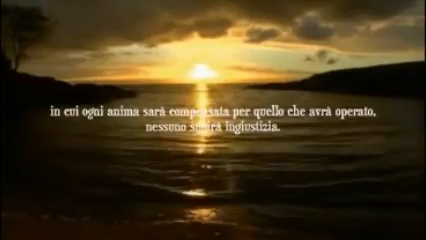 in cui ogni anima sarà compensata per quello che avrà operato,
nessuno subirà ingiustizia.